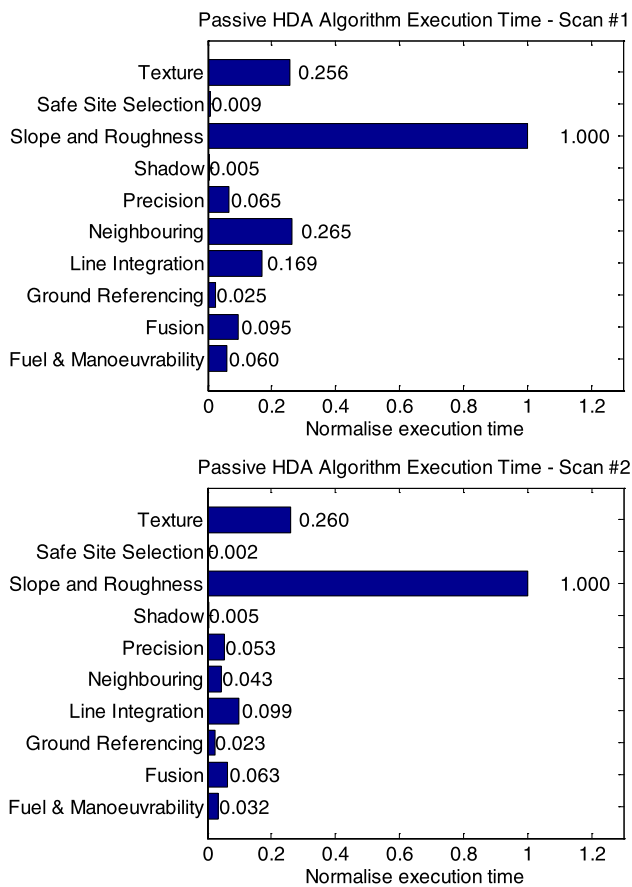 Passive HDA Algorithm Execution Time - Scan #1
Texture 0.256
Safe Site Selection 0.009
Slope and Roughness 1.000
Shadow 0.005
Precision 0.065
Neighbouring 0.265
Line Integration 0.169
Ground Referencing 0.025
Fusion 0.095
Fuel & Manoeuvrability 0.060
0 0.2 0.4 0.6 0.8 1 1.2
Normalise execution time
Passive HDA Algorithm Execution Time - Scan #2
Texture 0.260
Safe Site Selection 0.002
Slope and Roughness 1.000
Shadow 0.005
Precision 0.053
Neighbouring 0.043
Line Integration 0.099
Ground Referencing 0.023
Fusion 0.063
Fuel & Manoeuvrability 0.032
0 0.2 0.4 0.6 0.8 1 1.2
Normalise execution time